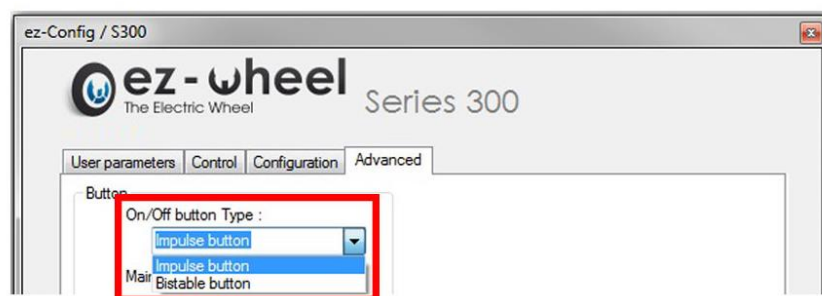 ez-Config / S300
ez-wheel
The Electric Wheel
Series 300
User parameters Control Configuration Advanced
Button
On/Off button Type :
Impulse button
Impulse button
Bistable button